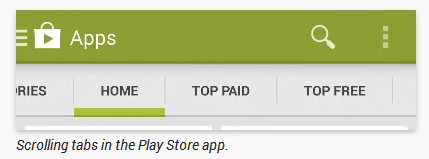 Apps
ORIES HOME TOP PAID TOP FREE
Scrolling tabs in the Play Store app.